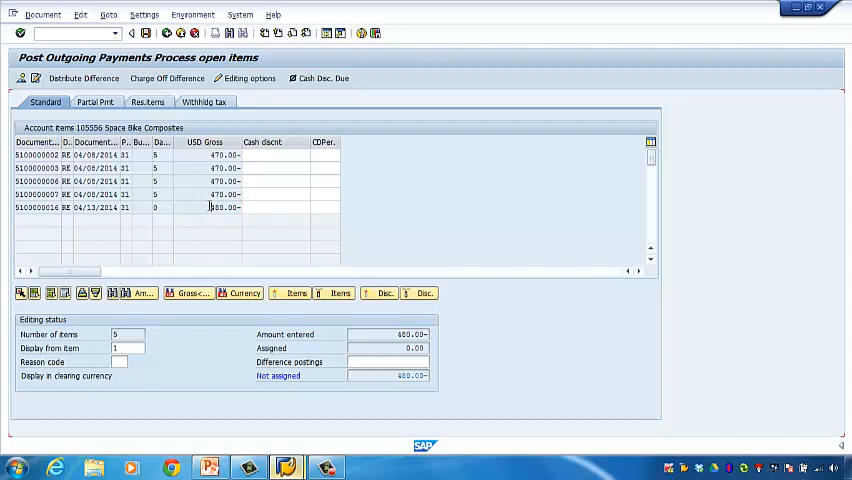 Document Edit Goto Settings Environment System Help
Post Outgoing Payments Process open items
Distribute Difference Charge Off Difference Editing options Cash Disc. Due
Standard Partial Pmt Res.items Withhldg tax
Account items 105556 Space Bike Composites
Document... D. Document... P.. Bu... Da... USD Gross Cash discnt CDPer.
5100000002 RE 04/08/2014 31 5 470.00-
5100000003 RE 04/08/2014 31 5 470.00-
5100000006 RE 04/08/2014 31 5 470.00-
5100000007 RE 04/08/2014 31 5 470.00-
5100000016 RE 04/13/2014 31 0 480.00-
Am... Gross<... Currency Items Items Disc. Disc.
Editing status
Number of items 5 Amount entered 480.00-
Display from item 1 Assigned 0.00
Reason code Difference postings
Display in clearing currency Not assigned 480.00-
SAP